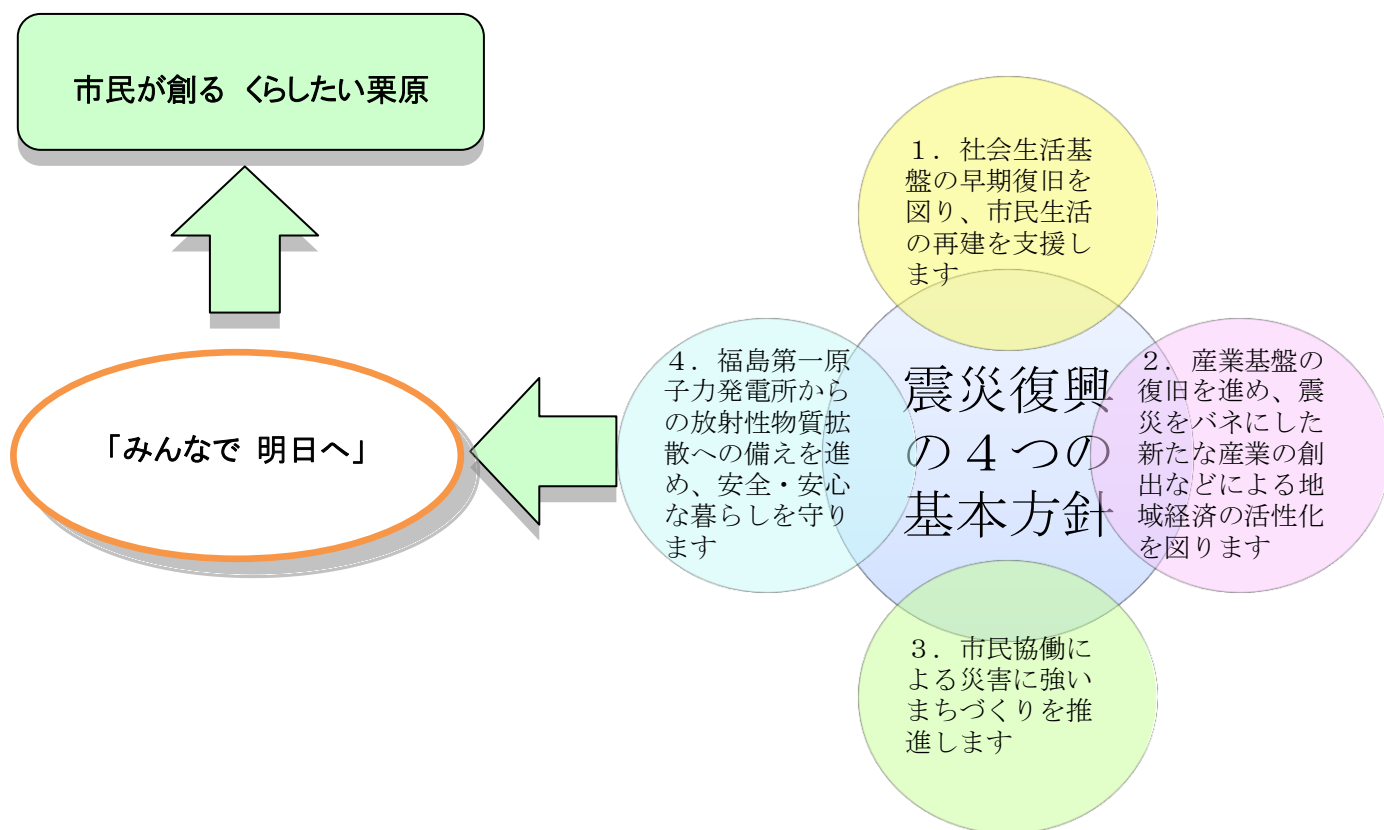 市民が創る くらしたい栗原
「みんなで 明日へ」
１．社会生活基
盤の早期復旧を
図り、市民生活
の再建を支援し
ます
４．福島第一原
子力発電所から
の放射性物質拡
散への備えを進
め、安全・安心
な暮らしを守り
ます
震災復興
の４つの
基本方針
２．産業基盤の
復旧を進め、震
災をバネにした
新たな産業の創
出などによる地
域経済の活性化
を図ります
３．市民協働に
よる災害に強い
まちづくりを推
進します